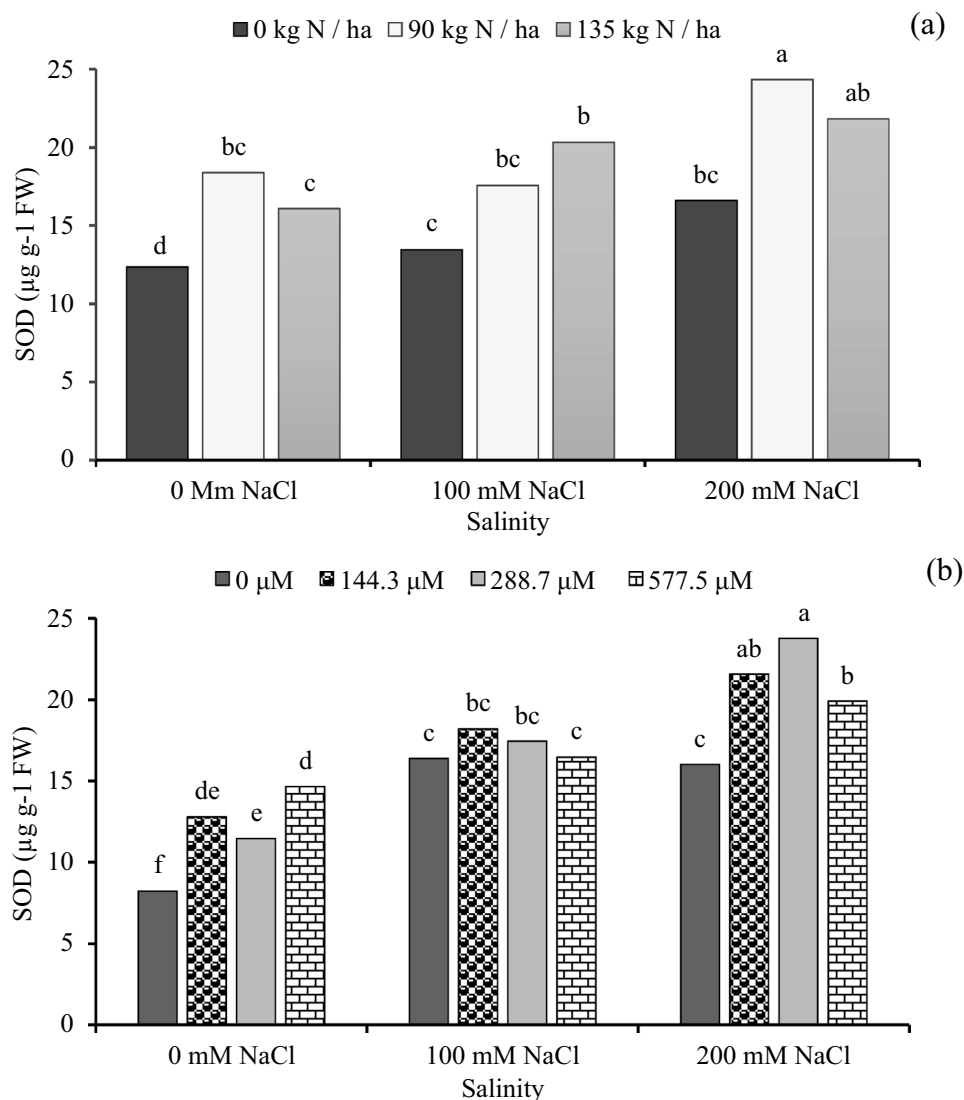 (a)
0 kg N / ha 90 kg N / ha 135 kg N / ha
25
20
15
10
5
0
SOD (µg g-1 FW)
d bc c c bc b bc a ab
0 Mm NaCl 100 mM NaCl 200 mM NaCl
Salinity
(b)
0 µM 144.3 µM 288.7 µM 577.5 µM
25
20
15
10
5
0
SOD (µg g-1 FW)
f de e d c bc bc c c ab a b
0 mM NaCl 100 mM NaCl 200 mM NaCl
Salinity